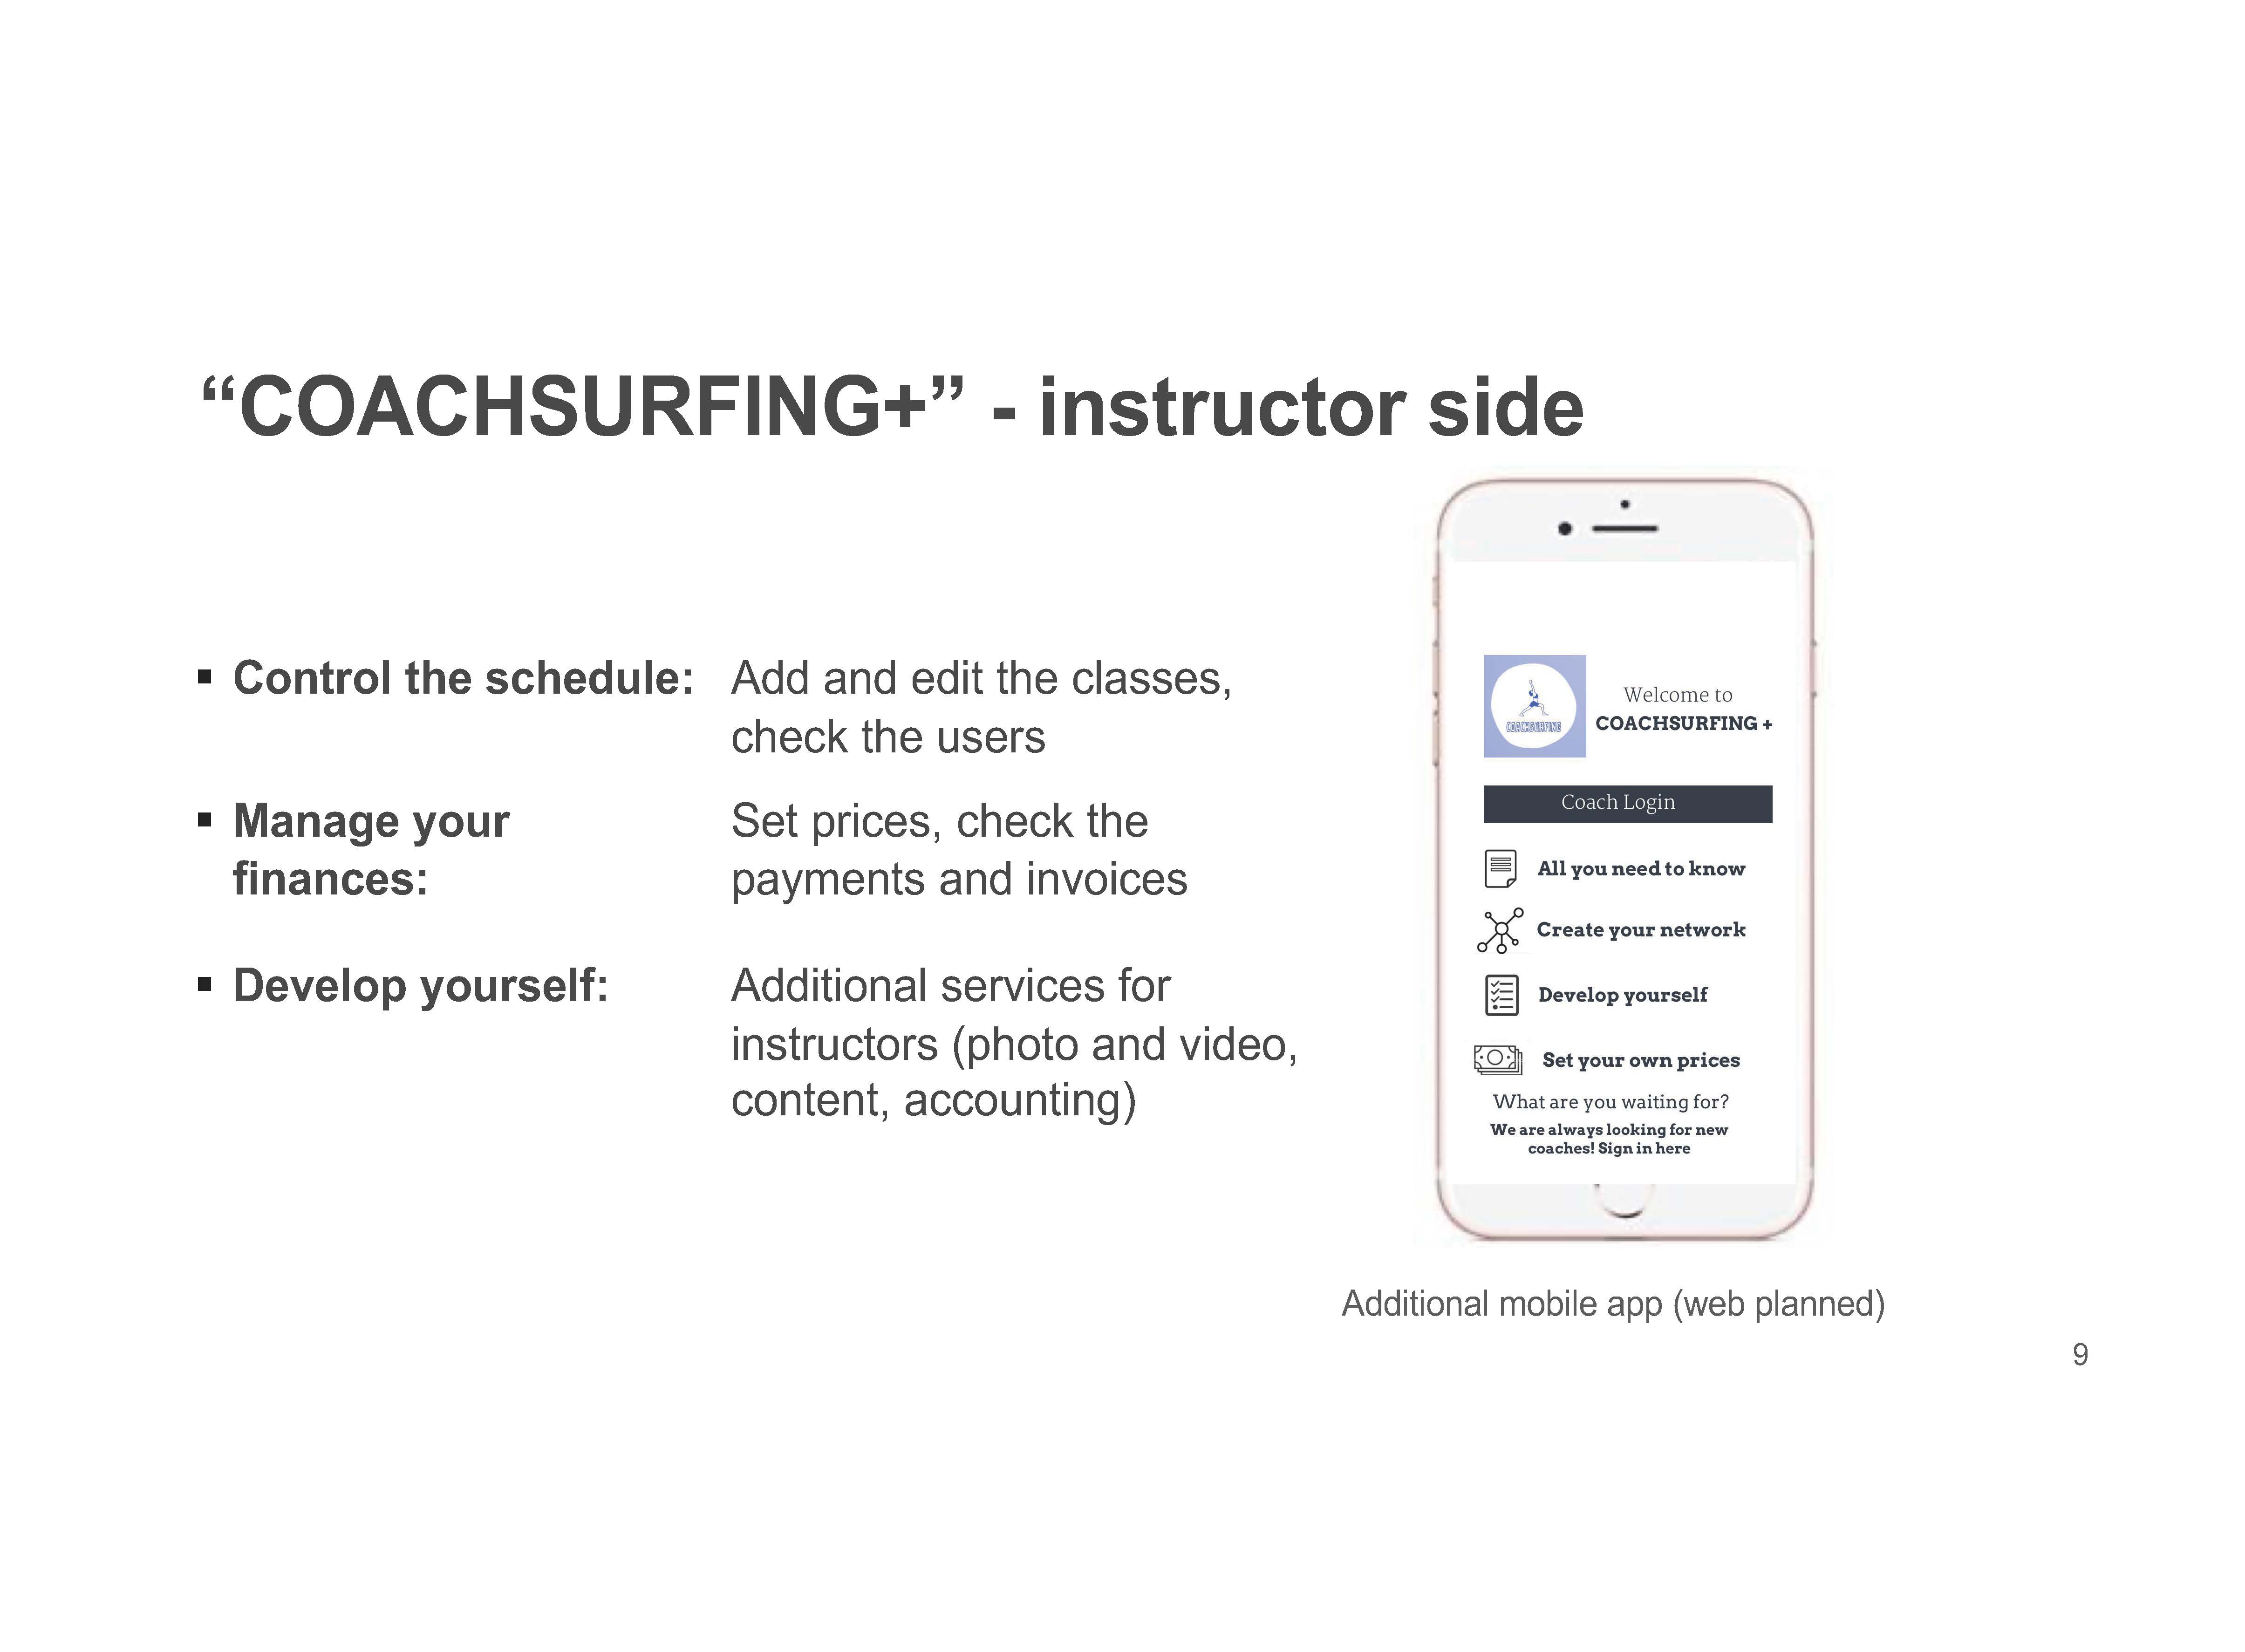 “COACHSURFING+” - instructor side
▪ Control the schedule: Add and edit the classes,
check the users
▪ Manage your Set prices, check the
finances: payments and invoices
▪ Develop yourself: Additional services for
instructors (photo and video,
content, accounting)
COACHSURFING
Welcome to
COACHSURFING +
Coach Login
All you need to know
Create your network
Develop yourself
Set your own prices
What are you waiting for?
We are always looking for new
coaches! Sign in here
Additional mobile app (web planned)
9